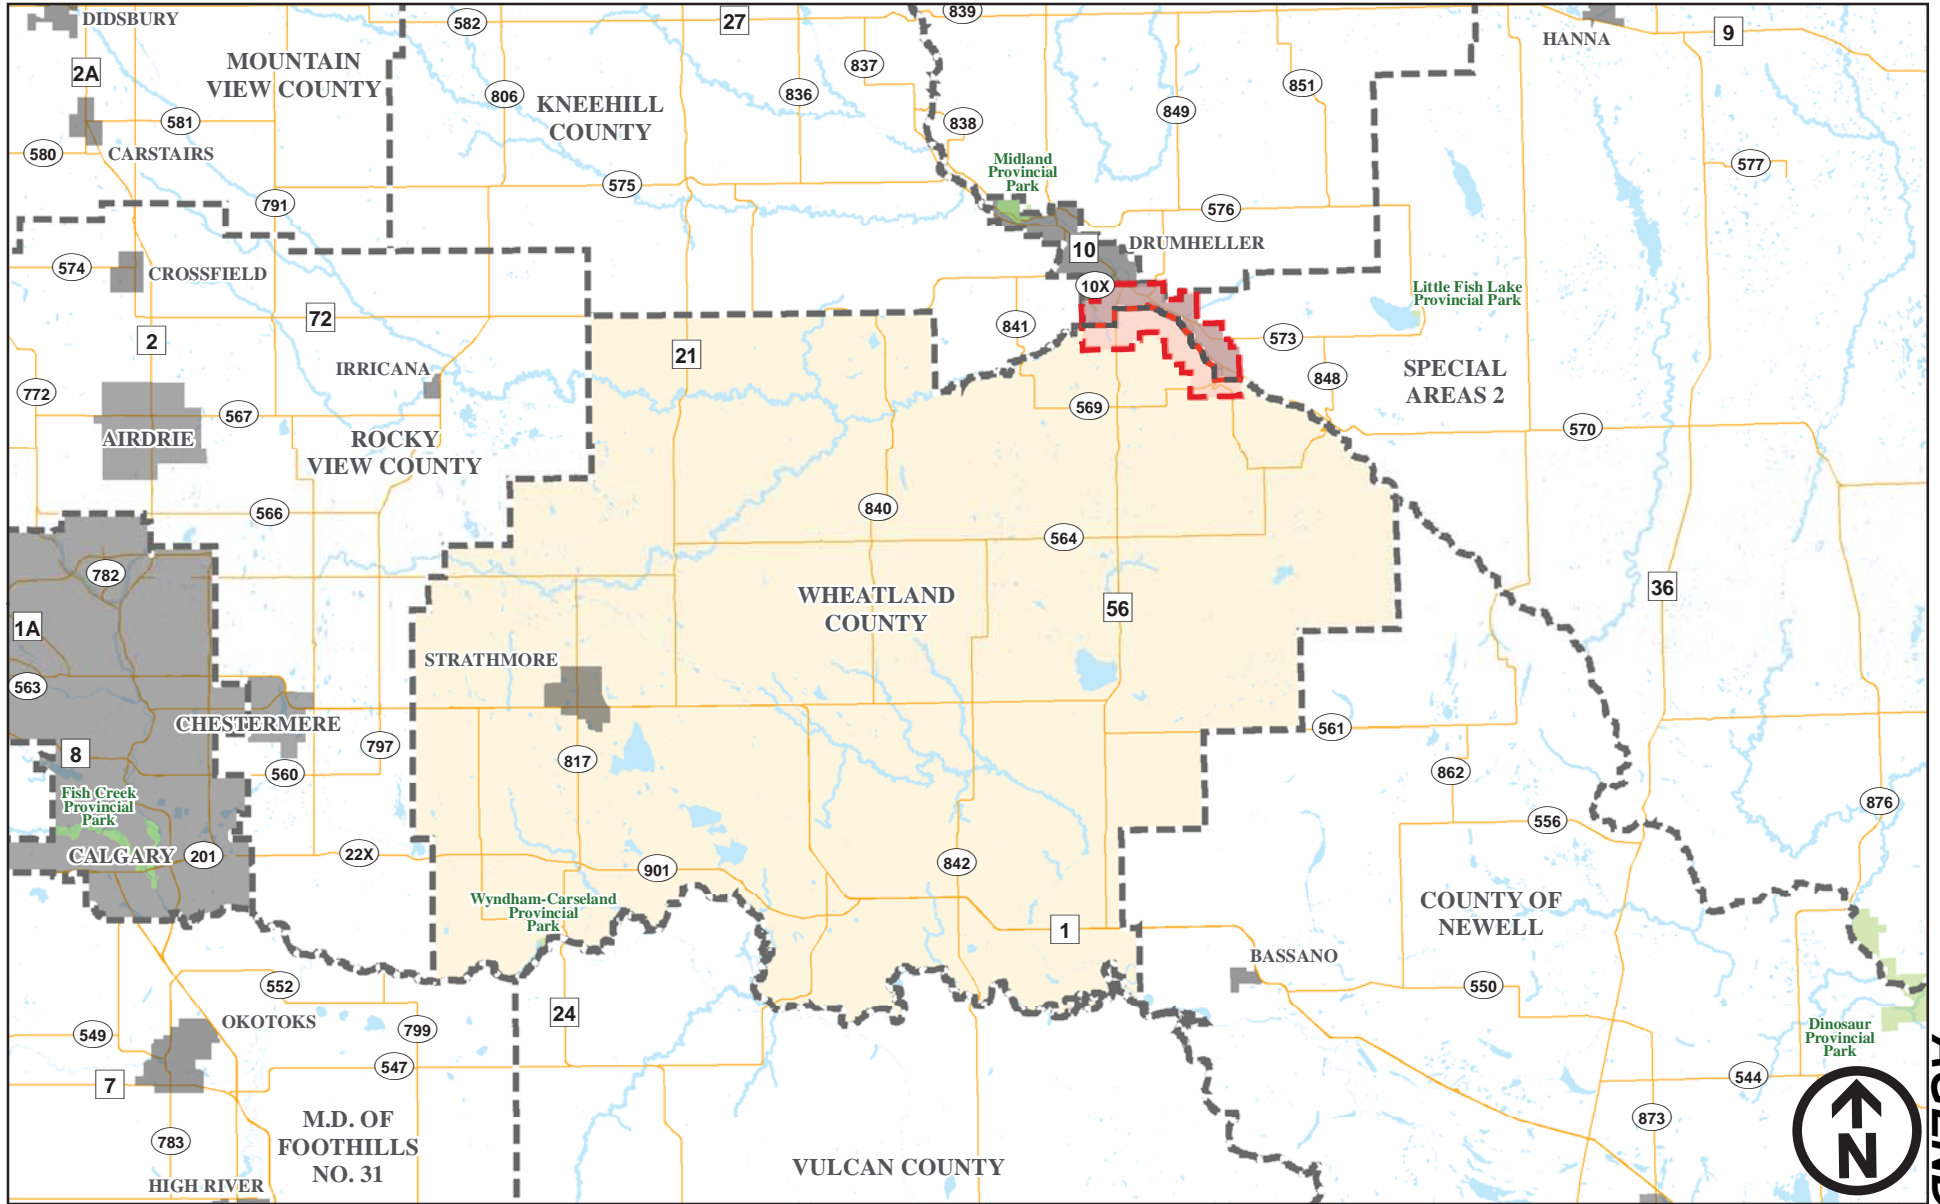 DIDSBURY
582
27
839
HANNA
9
2A
MOUNTAIN
VIEW COUNTY
837
806
KNEEHILL
COUNTY
836
849
851
581
838
580
CARSTAIRS
Midland
Provincial
Park
577
575
791
576
574
CROSSFIELD
10
DRUMHELLER
10X
Little Fish Lake
Provincial Park
72
841
573
2
21
IRRICANA
848
SPECIAL
AREAS 2
772
567
569
AIRDRIE
ROCKY
VIEW COUNTY
570
566
840
564
782
WHEATLAND
COUNTY
56
36
1A
STRATHMORE
563
CHESTERMERE
561
8
797
817
560
862
Fish Creek
Provincial
Park
876
556
CALGARY
201
22X
901
842
Wyndham-Carseland
Provincial
Park
COUNTY OF
NEWELL
1
BASSANO
552
550
24
OKOTOKS
799
549
Dinosaur
Provincial
Park
547
544
7
M.D. OF
FOOTHILLS
NO. 31
873
783
VULCAN COUNTY
HIGH RIVER
N